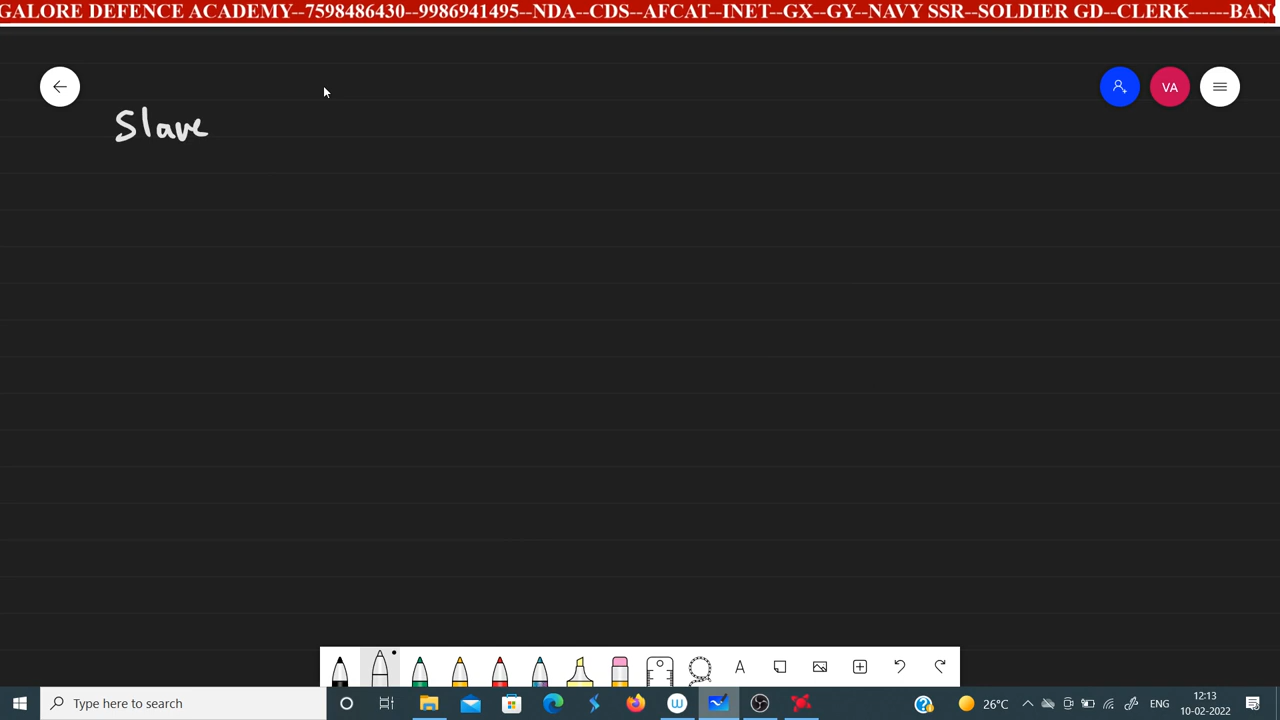 GALORE DEFENCE ACADEMY--7598486430--9986941495--NDA--CDS--AFCAT--INET--GX--GY--NAVY SSR--SOLDIER GD--CLERK------BANG
VA
Slave
A
Type here to search
26°C
ENG
12:13
10-02-2022